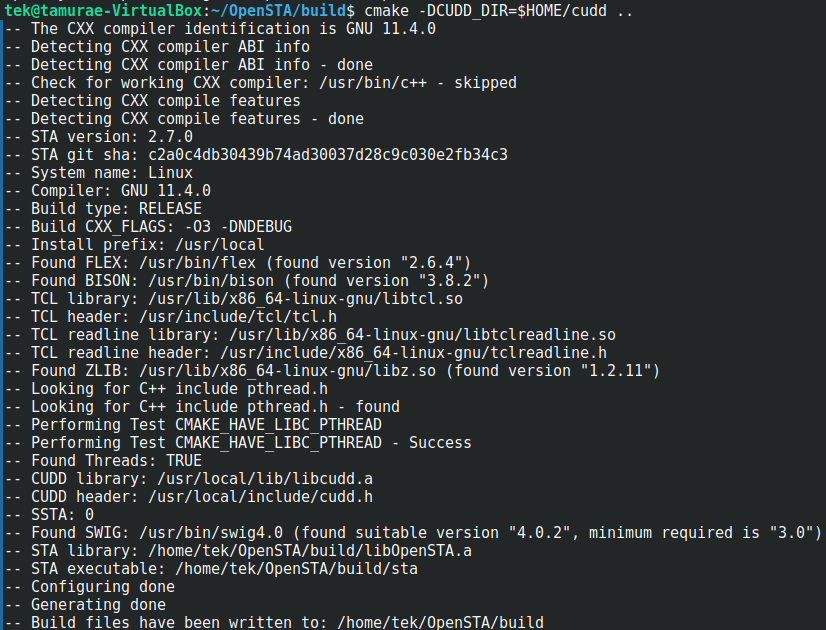 tek@tamurae-VirtualBox:~/OpenSTA/build$ cmake -DCUDD_DIR=$HOME/cudd ..
-- The CXX compiler identification is GNU 11.4.0
-- Detecting CXX compiler ABI info
-- Detecting CXX compiler ABI info - done
-- Check for working CXX compiler: /usr/bin/c++ - skipped
-- Detecting CXX compile features
-- Detecting CXX compile features - done
-- STA version: 2.7.0
-- STA git sha: c2a0c4db30439b74ad30037d28c9c030e2fb34c3
-- System name: Linux
-- Compiler: GNU 11.4.0
-- Build type: RELEASE
-- Build CXX_FLAGS: -O3 -DNDEBUG
-- Install prefix: /usr/local
-- Found FLEX: /usr/bin/flex (found version "2.6.4")
-- Found BISON: /usr/bin/bison (found version "3.8.2")
-- TCL library: /usr/lib/x86_64-linux-gnu/libtcl.so
-- TCL header: /usr/include/tcl/tcl.h
-- TCL readline library: /usr/lib/x86_64-linux-gnu/libtclreadline.so
-- TCL readline header: /usr/include/x86_64-linux-gnu/tclreadline.h
-- Found ZLIB: /usr/lib/x86_64-linux-gnu/libz.so (found version "1.2.11")
-- Looking for C++ include pthread.h
-- Looking for C++ include pthread.h - found
-- Performing Test CMAKE_HAVE_LIBC_PTHREAD
-- Performing Test CMAKE_HAVE_LIBC_PTHREAD - Success
-- Found Threads: TRUE
-- CUDD library: /usr/local/lib/libcudd.a
-- CUDD header: /usr/local/include/cudd.h
-- SSTA: 0
-- Found SWIG: /usr/bin/swig4.0 (found suitable version "4.0.2", minimum required is "3.0")
-- STA library: /home/tek/OpenSTA/build/libOpenSTA.a
-- STA executable: /home/tek/OpenSTA/build/sta
-- Configuring done
-- Generating done
-- Build files have been written to: /home/tek/OpenSTA/build